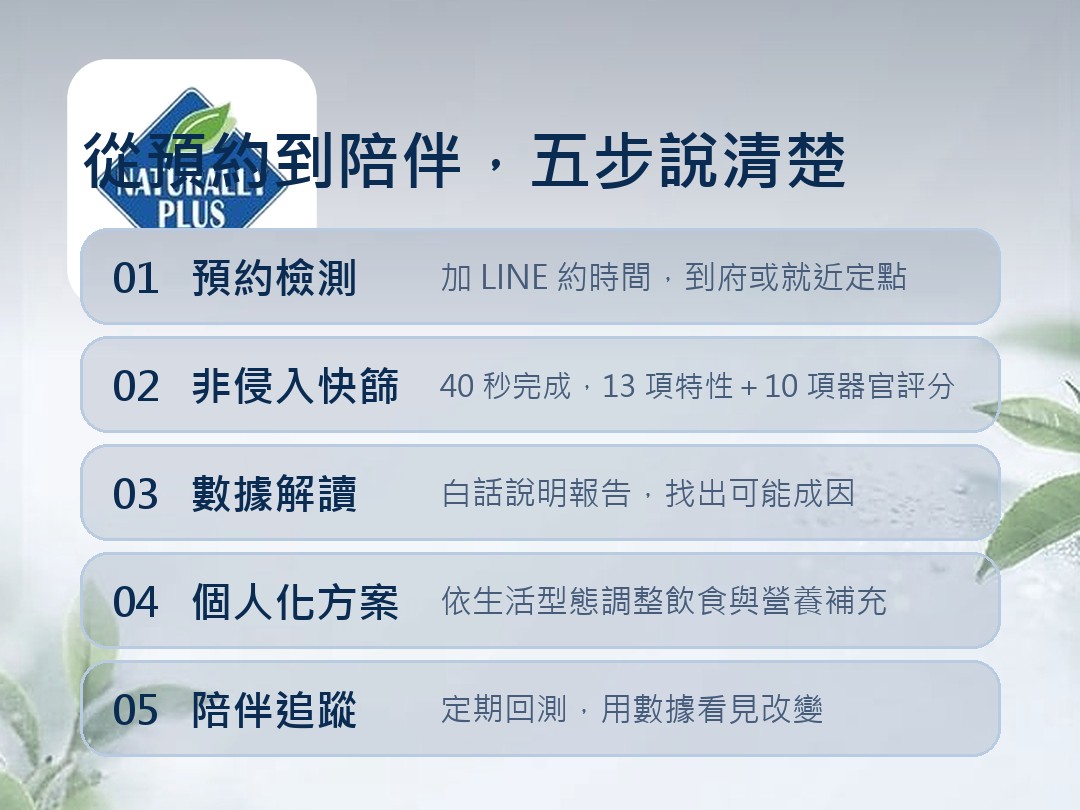 從預約到陪伴，五步說清楚
NATURALLY
PLUS
01 預約檢測 加 LINE 約時間，到府或就近定點
02 非侵入快篩 40 秒完成，13 項特性＋10 項器官評分
03 數據解讀 白話說明報告，找出可能成因
04 個人化方案 依生活型態調整飲食與營養補充
05 陪伴追蹤 定期回測，用數據看見改變